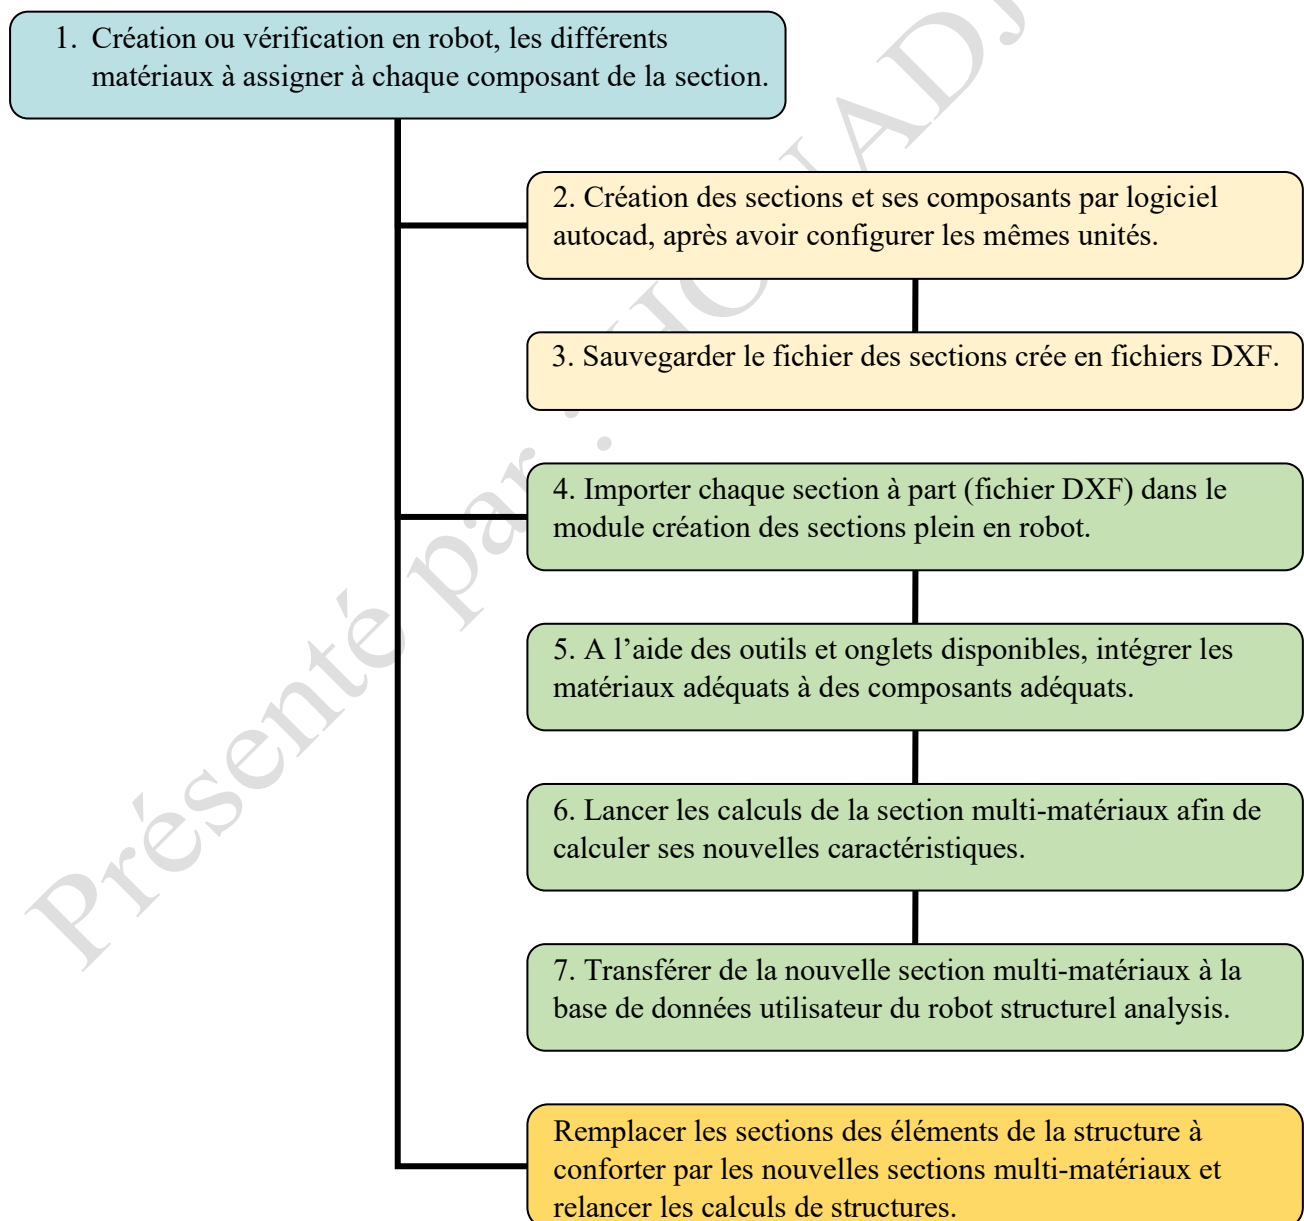 1. Création ou vérification en robot, les différents
matériaux à assigner à chaque composant de la section.
2. Création des sections et ses composants par logiciel
autocad, après avoir configurer les mêmes unités.
3. Sauvegarder le fichier des sections crée en fichiers DXF.
4. Importer chaque section à part (fichier DXF) dans le
module création des sections plein en robot.
5. A l’aide des outils et onglets disponibles, intégrer les
matériaux adéquats à des composants adéquats.
6. Lancer les calculs de la section multi-matériaux afin de
calculer ses nouvelles caractéristiques.
7. Transférer de la nouvelle section multi-matériaux à la
base de données utilisateur du robot structurel analysis.
Remplacer les sections des éléments de la structure à
conforter par les nouvelles sections multi-matériaux et
relancer les calculs de structures.
Présenté par :